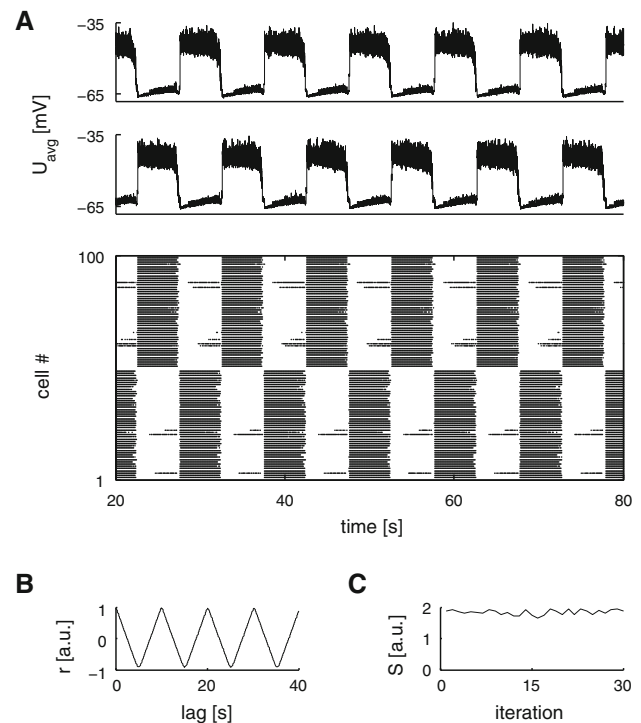 A
−35
−65
−35
−65
U_avg [mV]
100
cell #
1
20
40
60
80
time [s]
B
1
0
−1
r [a.u.]
0
20
40
lag [s]
C
2
1
0
S [a.u.]
0
15
30
iteration